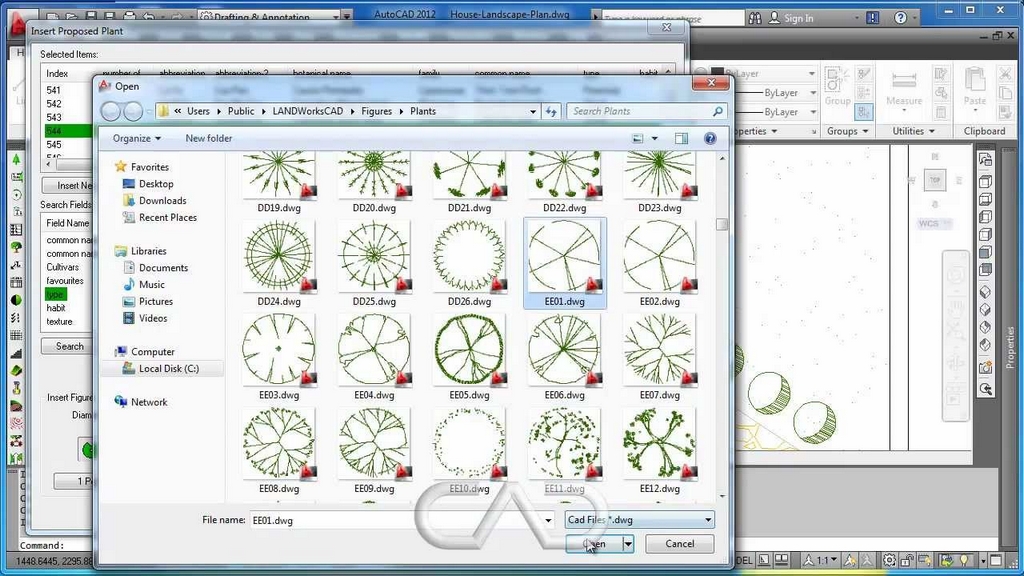 Drafting & Annotation
AutoCAD 2012 House-Landscape-Plan.dwg
Type a keyword or phrase
Sign In
Insert Proposed Plant
Selected Items:
Index number of abbreviation abbreviation-2 botanical name family common name type habit
541
542
543
544
545
546
Insert Ne
Search Fields
Field Name
common na
common na
Cultivars
favourites
type
habit
texture
Search
Insert Figure
Diam
1 P
Open
« Users Public LANDWorksCAD Figures Plants
Search Plants
Organize New folder
Favorites
Desktop
Downloads
Recent Places
Libraries
Documents
Music
Pictures
Videos
Computer
Local Disk (C:)
Network
DD19.dwg DD20.dwg DD21.dwg DD22.dwg DD23.dwg
DD24.dwg DD25.dwg DD26.dwg EE01.dwg EE02.dwg
EE03.dwg EE04.dwg EE05.dwg EE06.dwg EE07.dwg
EE08.dwg EE09.dwg EE10.dwg EE11.dwg EE12.dwg
File name: EE01.dwg
Cad Files *.dwg
Open Cancel
CAD
ByLayer
ByLayer
ByLayer
Group
Measure
Paste
perties Groups Utilities Clipboard
TOP
WCS
Properties
Command:
1448.6445, 2295.88
DEL
1:1